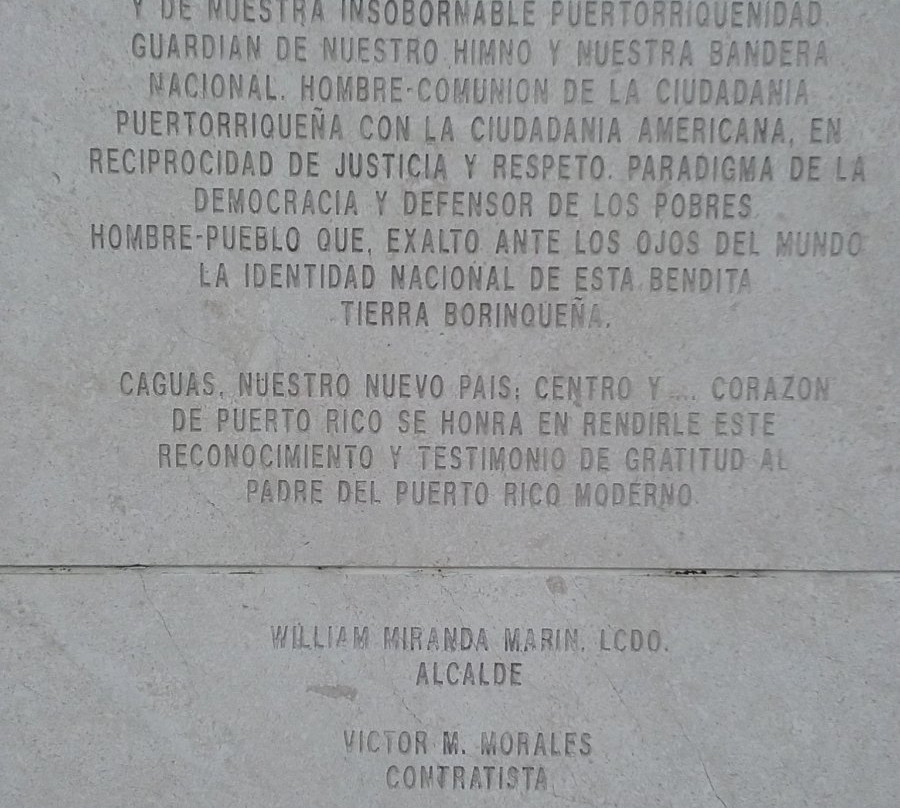 Y DE NUESTRA INSOBORNABLE PUERTORRIQUENIDAD.
GUARDIAN DE NUESTRO HIMNO Y NUESTRA BANDERA
NACIONAL. HOMBRE-COMUNION DE LA CIUDADANIA
PUERTORRIQUEÑA CON LA CIUDADANIA AMERICANA, EN
RECIPROCIDAD DE JUSTICIA Y RESPETO. PARADIGMA DE LA
DEMOCRACIA Y DEFENSOR DE LOS POBRES
HOMBRE-PUEBLO QUE, EXALTO ANTE LOS OJOS DEL MUNDO
LA IDENTIDAD NACIONAL DE ESTA BENDITA
TIERRA BORINQUEÑA.
CAGUAS, NUESTRO NUEVO PAIS; CENTRO Y ... CORAZON
DE PUERTO RICO SE HONRA EN RENDIRLE ESTE
RECONOCIMIENTO Y TESTIMONIO DE GRATITUD AL
PADRE DEL PUERTO RICO MODERNO.
WILLIAM MIRANDA MARIN, LCDO.
ALCALDE
VICTOR M. MORALES
CONTRATISTA